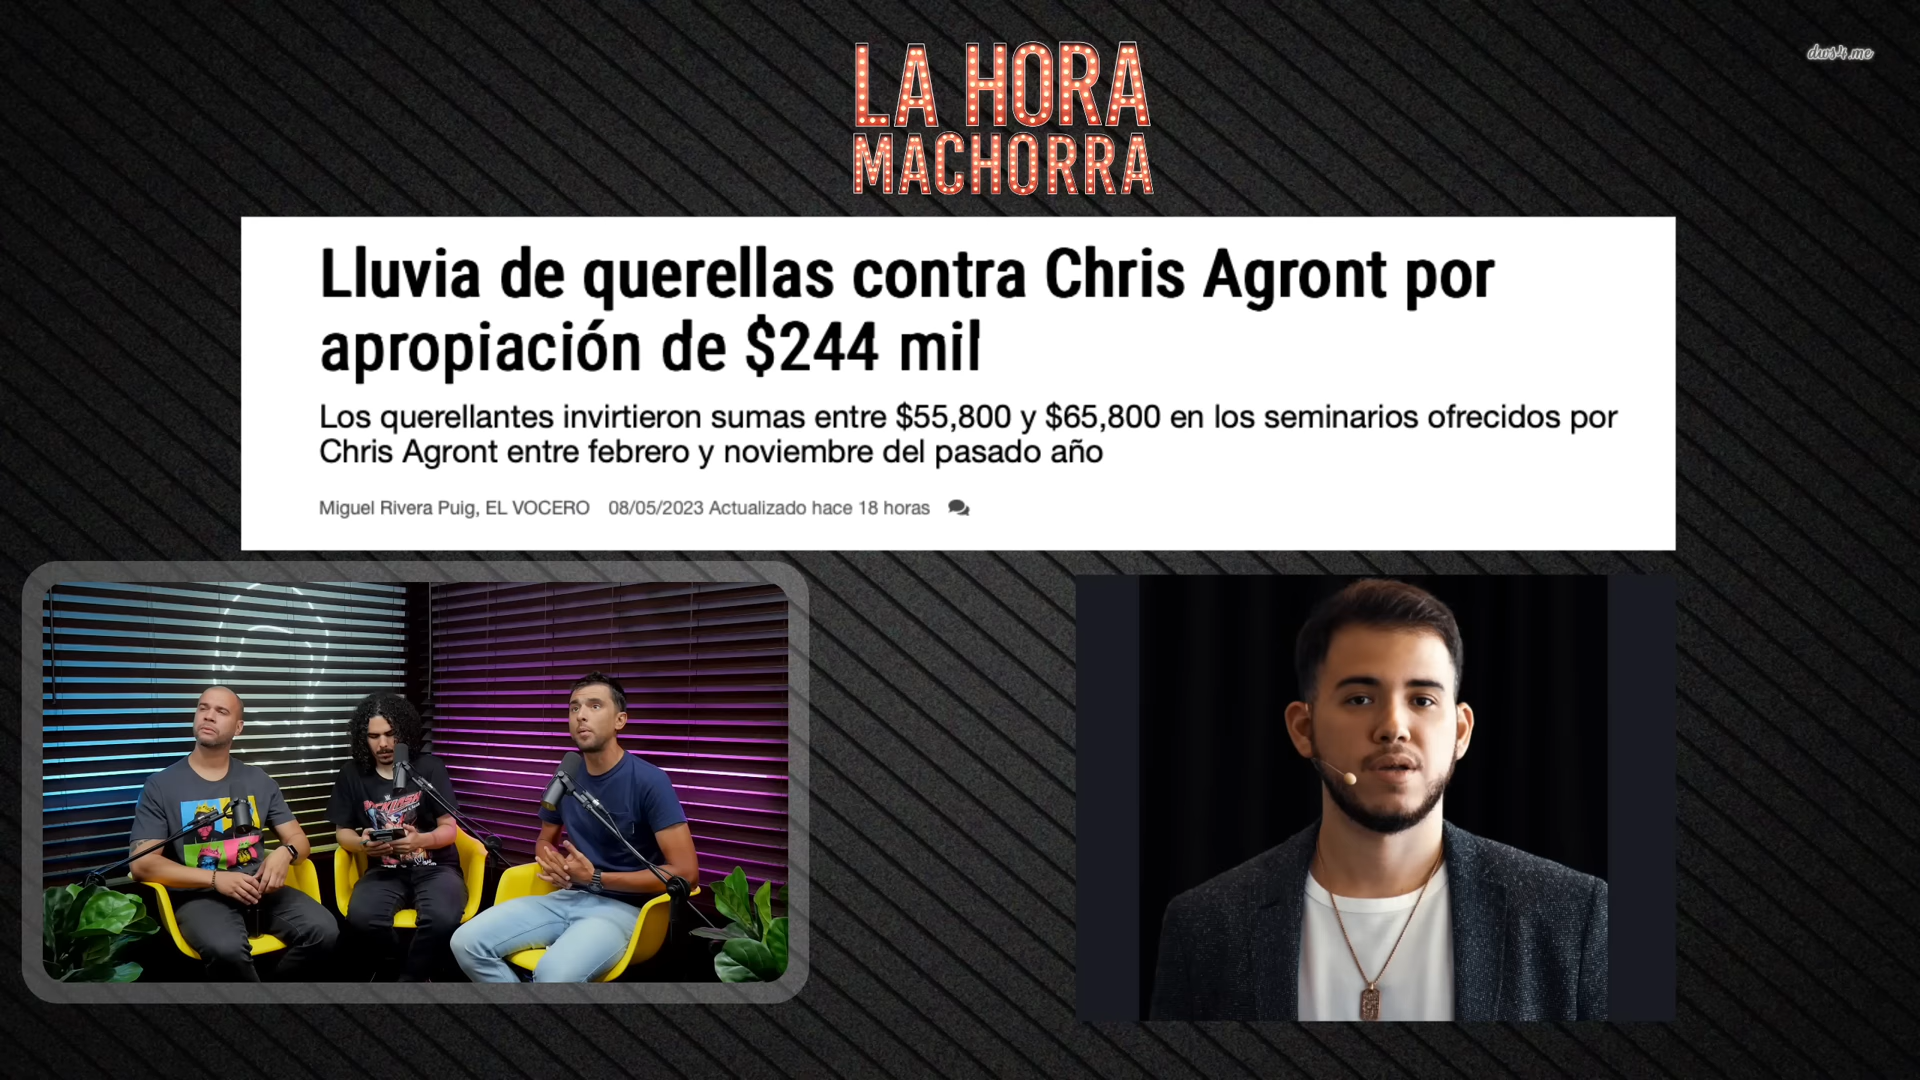 LA HORA
MACHORRA
dws4.me
Lluvia de querellas contra Chris Agront por
apropiación de $244 mil
Los querellantes invirtieron sumas entre $55,800 y $65,800 en los seminarios ofrecidos por
Chris Agront entre febrero y noviembre del pasado año
Miguel Rivera Puig, EL VOCERO 08/05/2023 Actualizado hace 18 horas